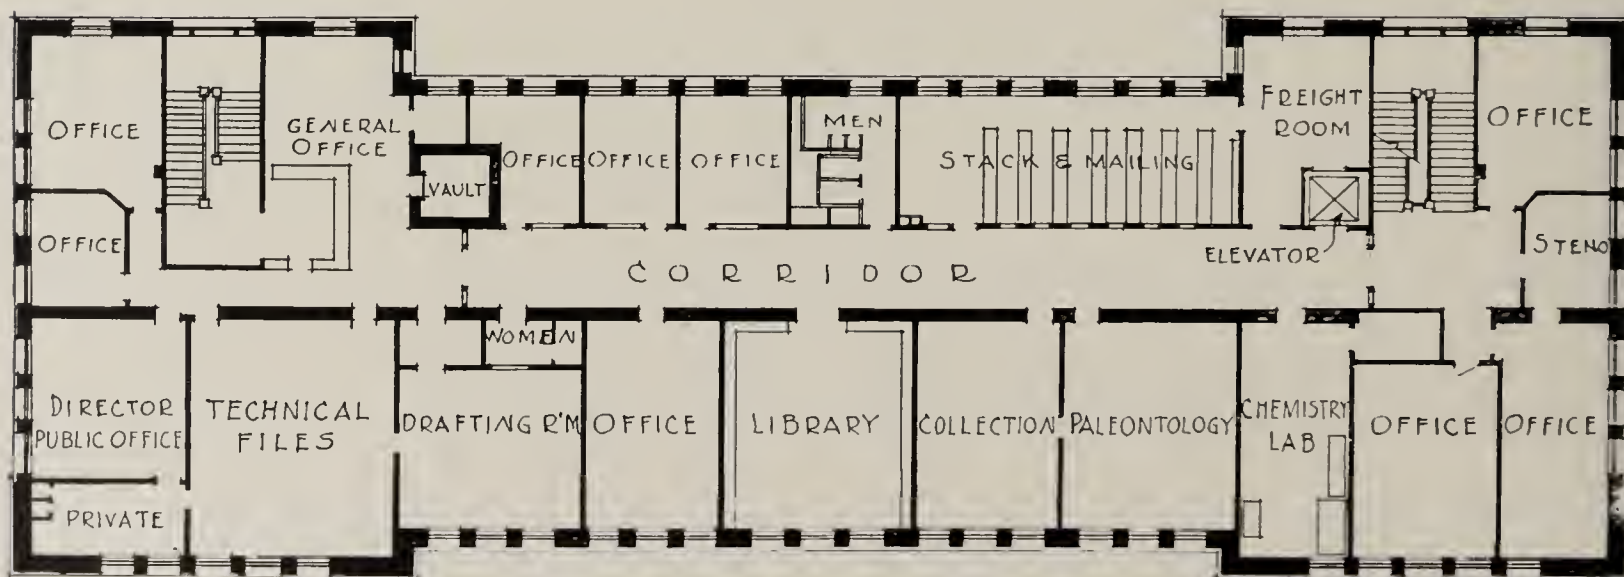 OFFICE
GENERAL
OFFICE
VAULT
OFFICE
OFFICE
OFFICE
MEN
STACK & MAILING
FREIGHT
ROOM
OFFICE
OFFICE
CORRIDOR
ELEVATOR
STENO
WOMEN
DIRECTOR
PUBLIC OFFICE
TECHNICAL
FILES
DRAFTING R'M
OFFICE
LIBRARY
COLLECTION
PALEONTOLOGY
CHEMISTRY
LAB
OFFICE
OFFICE
PRIVATE